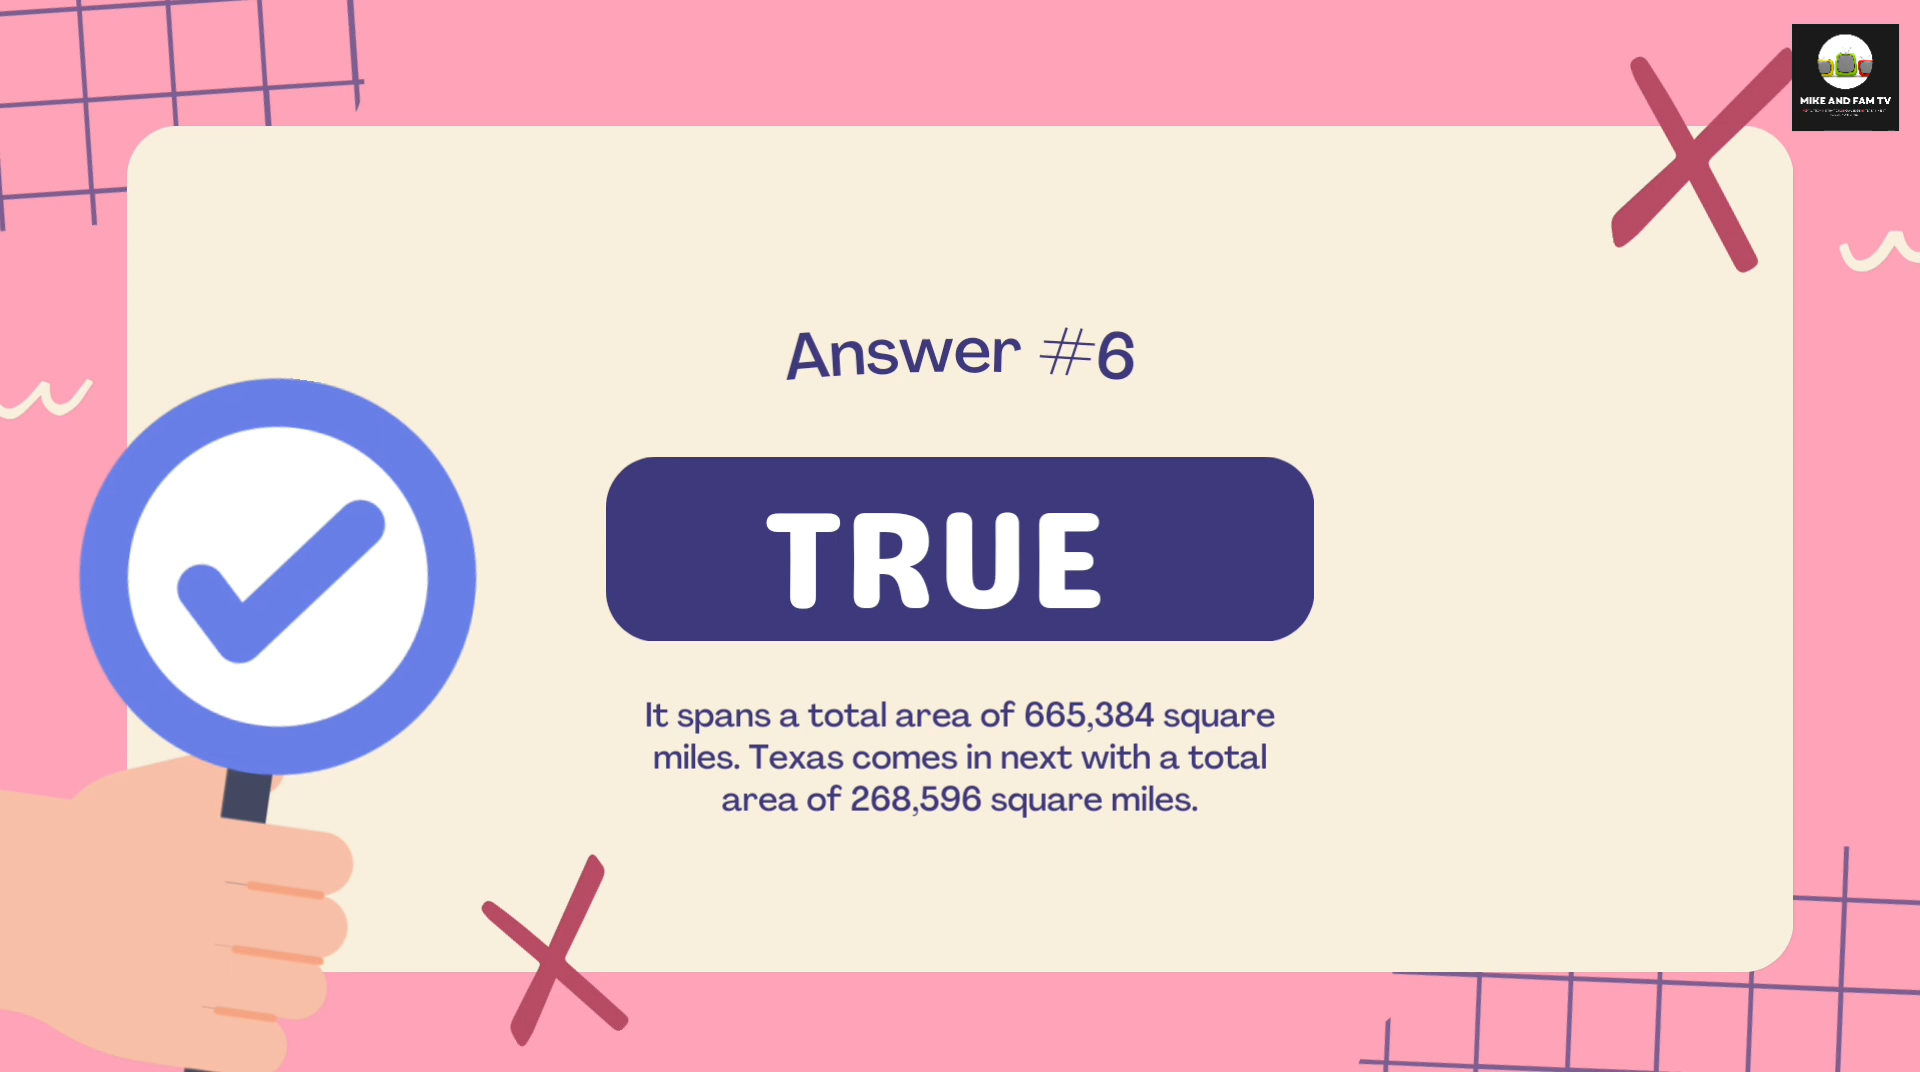 MIKE AND FAM TV
Answer #6
TRUE
It spans a total area of 665,384 square
miles. Texas comes in next with a total
area of 268,596 square miles.